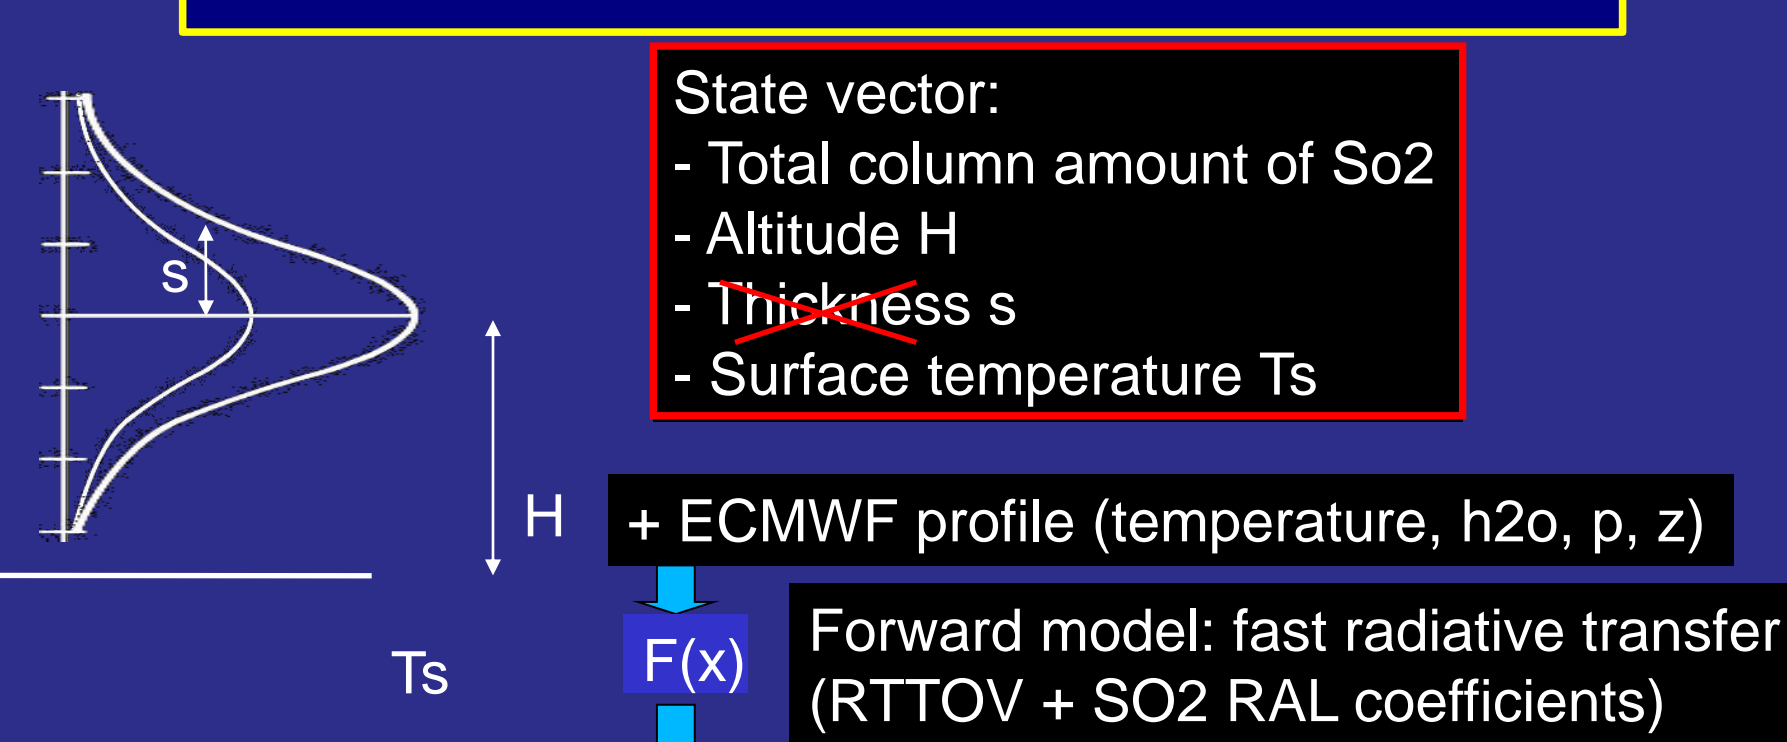 State vector:
- Total column amount of So2
- Altitude H
- Thickness s
- Surface temperature Ts
s
H
+ ECMWF profile (temperature, h2o, p, z)
Ts
F(x)
Forward model: fast radiative transfer
(RTTOV + SO2 RAL coefficients)